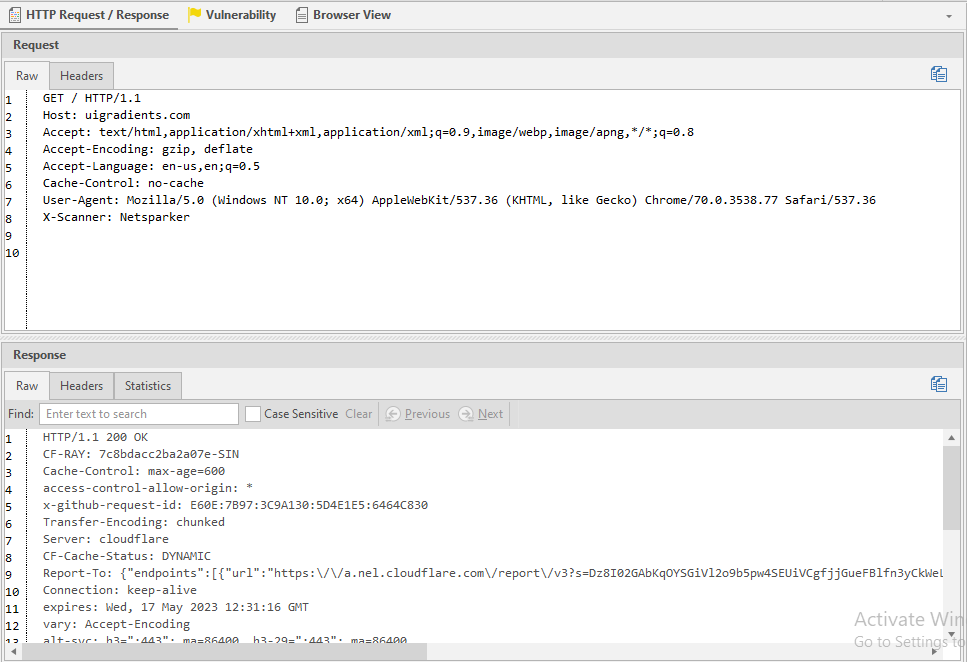 HTTP Request / Response Vulnerability Browser View
Request
Raw Headers
1 GET / HTTP/1.1
2 Host: uigradients.com
3 Accept: text/html,application/xhtml+xml,application/xml;q=0.9,image/webp,image/apng,*/*;q=0.8
4 Accept-Encoding: gzip, deflate
5 Accept-Language: en-us,en;q=0.5
6 Cache-Control: no-cache
7 User-Agent: Mozilla/5.0 (Windows NT 10.0; x64) AppleWebKit/537.36 (KHTML, like Gecko) Chrome/70.0.3538.77 Safari/537.36
8 X-Scanner: Netsparker
9
10
Response
Raw Headers Statistics
Find: Enter text to search Case Sensitive Clear Previous Next
1 HTTP/1.1 200 OK
2 CF-RAY: 7c8bdacc2ba2a07e-SIN
3 Cache-Control: max-age=600
4 access-control-allow-origin: *
5 x-github-request-id: E60E:7B97:3C9A130:5D4E1E5:6464C830
6 Transfer-Encoding: chunked
7 Server: cloudflare
8 CF-Cache-Status: DYNAMIC
9 Report-To: {"endpoints":[{"url":"https:\/\/a.nel.cloudflare.com\/report\/v3?s=Dz8I02GAbKqOYSGiVl2o9b5pw4SEUiVCgfjjGueFBlfn3yCkWeL
10 Connection: keep-alive
11 expires: Wed, 17 May 2023 12:31:16 GMT
12 vary: Accept-Encoding
13 alt-svc: h3=":443"; ma=86400, h3-29=":443"; ma=86400
Activate Win
Go to Settings to